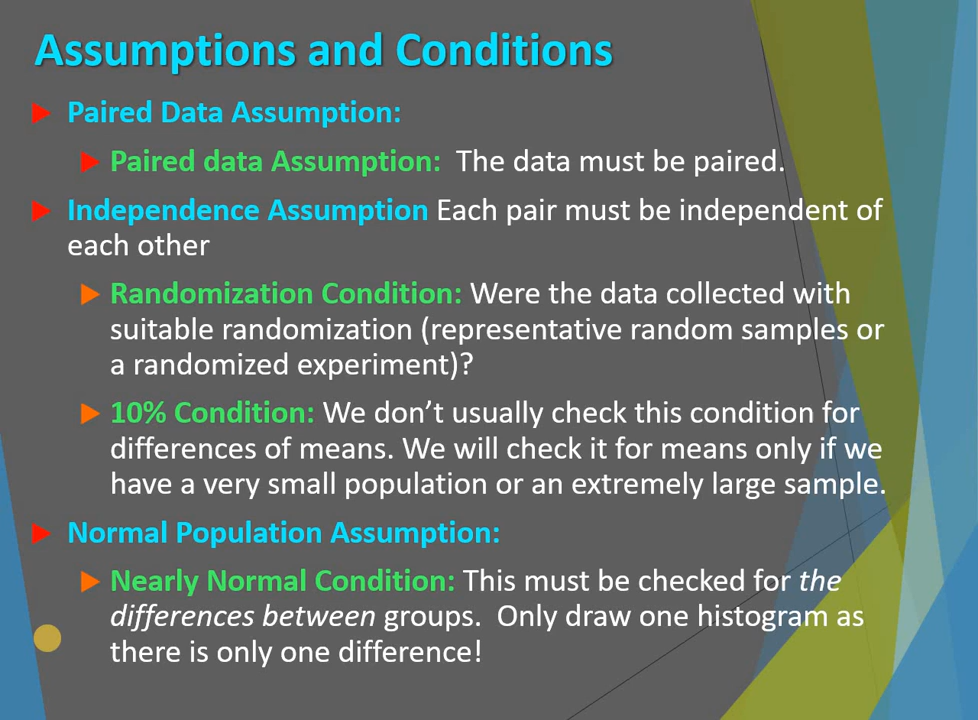 Assumptions and Conditions
Paired Data Assumption:
Paired data Assumption: The data must be paired.
Independence Assumption Each pair must be independent of
each other
Randomization Condition: Were the data collected with
suitable randomization (representative random samples or
a randomized experiment)?
10% Condition: We don’t usually check this condition for
differences of means. We will check it for means only if we
have a very small population or an extremely large sample.
Normal Population Assumption:
Nearly Normal Condition: This must be checked for the
differences between groups. Only draw one histogram as
there is only one difference!